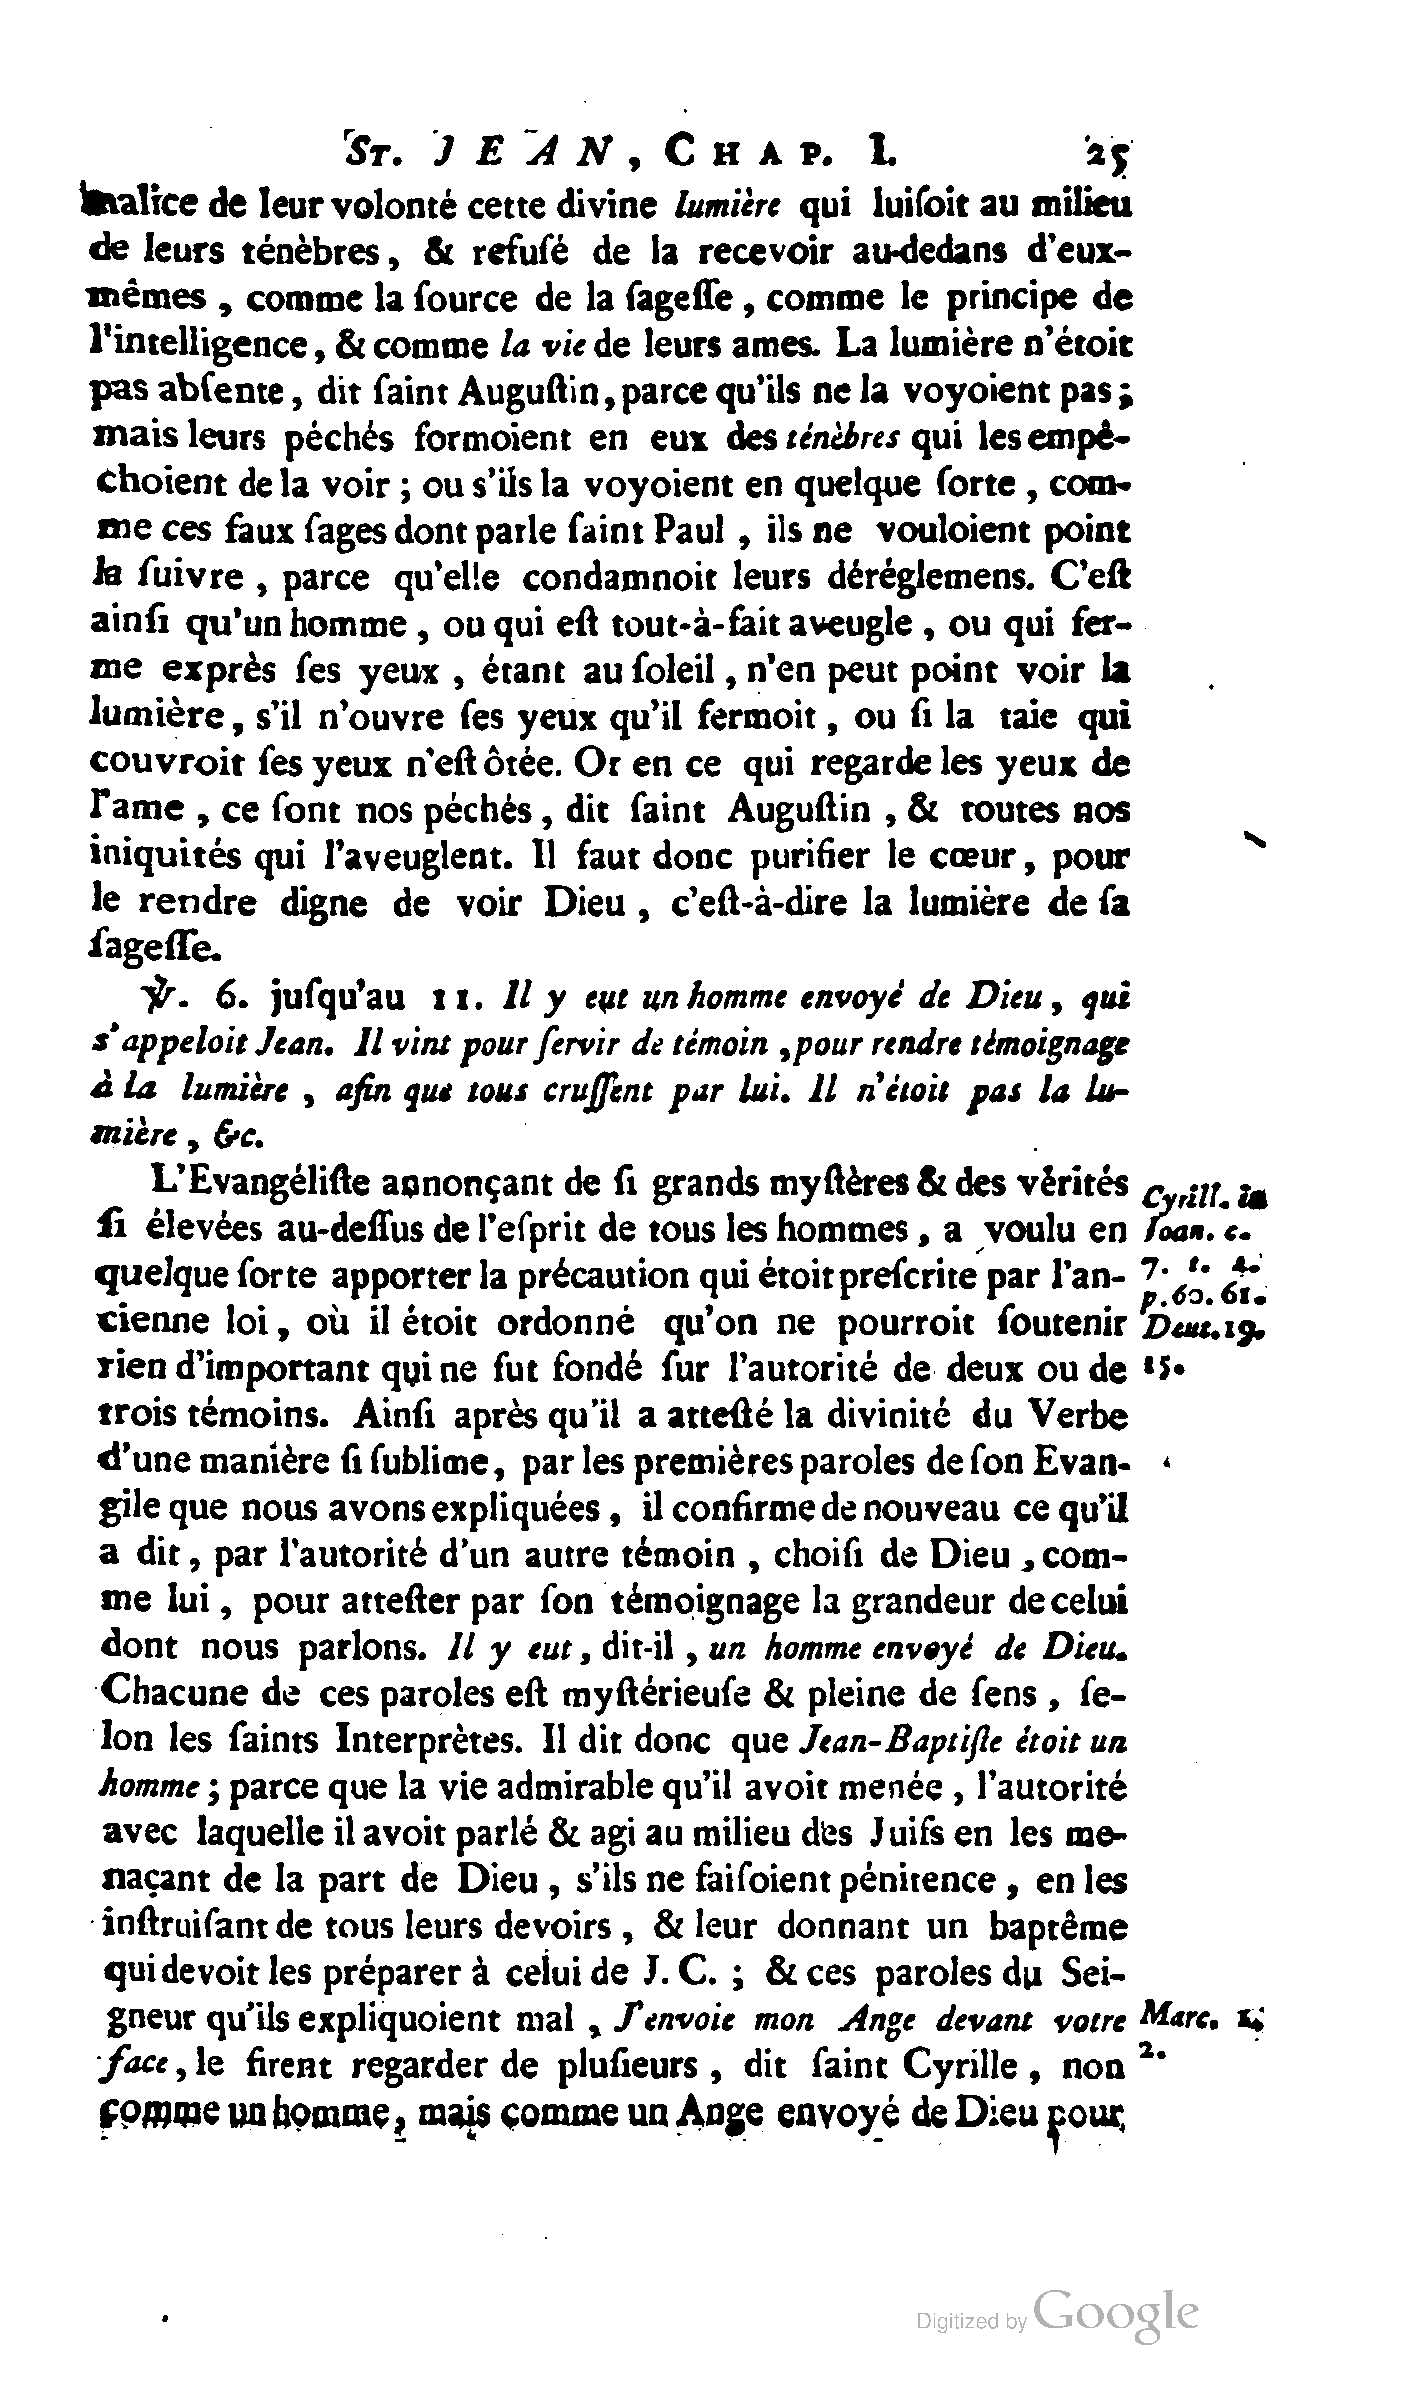 ST. JEAN, CHAP. I. 25
malice de leur volonté cette divine lumière qui luiſoit au milieu
de leurs ténèbres, & refuſé de la recevoir au-dedans d'eux-
mêmes, comme la ſource de la ſageſſe, comme le principe de
l'intelligence, & comme la vie de leurs ames. La lumière n'étoit
pas abſente, dit ſaint Auguſtin, parce qu'ils ne la voyoient pas;
mais leurs péchés formoient en eux des ténèbres qui les empê-
choient de la voir; ou s'ils la voyoient en quelque ſorte, com-
me ces faux ſages dont parle ſaint Paul, ils ne vouloient point
la ſuivre, parce qu'elle condamnoit leurs déréglemens. C'eſt
ainſi qu'un homme, ou qui eſt tout-à-fait aveugle, ou qui fer-
me exprès ſes yeux, étant au ſoleil, n'en peut point voir la
lumière, s'il n'ouvre ſes yeux qu'il fermoit, ou ſi la taie qui
couvroit ſes yeux n'eſt ôtée. Or en ce qui regarde les yeux de
l'ame, ce ſont nos péchés, dit ſaint Auguſtin, & toutes nos
iniquités qui l'aveuglent. Il faut donc purifier le cœur, pour
le rendre digne de voir Dieu, c'eſt-à-dire la lumière de ſa
ſageſſe.
℣. 6. juſqu'au 11. Il y eut un homme envoyé de Dieu, qui
s'appeloit Jean. Il vint pour ſervir de témoin, pour rendre témoignage
à la lumière, afin que tous cruſſent par lui. Il n'étoit pas la lu-
mière, &c.
L'Evangéliſte annonçant de ſi grands myſtères & des vérités
ſi élevées au-deſſus de l'eſprit de tous les hommes, a voulu en
quelque ſorte apporter la précaution qui étoit preſcrite par l'an-
cienne loi, où il étoit ordonné qu'on ne pourroit ſoutenir
rien d'important qui ne fut fondé ſur l'autorité de deux ou de
trois témoins. Ainſi après qu'il a atteſté la divinité du Verbe
d'une manière ſi ſublime, par les premières paroles de ſon Evan-
gile que nous avons expliquées, il confirme de nouveau ce qu'il
a dit, par l'autorité d'un autre témoin, choiſi de Dieu, com-
me lui, pour atteſter par ſon témoignage la grandeur de celui
dont nous parlons. Il y eut, dit-il, un homme envoyé de Dieu.
Chacune de ces paroles eſt myſtérieuſe & pleine de ſens, ſe-
lon les ſaints Interprètes. Il dit donc que Jean-Baptiſte étoit un
homme; parce que la vie admirable qu'il avoit menée, l'autorité
avec laquelle il avoit parlé & agi au milieu des Juifs en les me-
naçant de la part de Dieu, s'ils ne faiſoient pénitence, en les
inſtruiſant de tous leurs devoirs, & leur donnant un baptême
qui devoit les préparer à celui de J. C.; & ces paroles du Sei-
gneur qu'ils expliquoient mal, J'envoie mon Ange devant votre
face, le firent regarder de pluſieurs, dit ſaint Cyrille, non
comme un homme, mais comme un Ange envoyé de Dieu pour
Cyrill. in
Joan. c.
7. t. 4.
p. 60. 61.
Deut. 19.
15.
Marc. 1.
2.
Digitized by Google